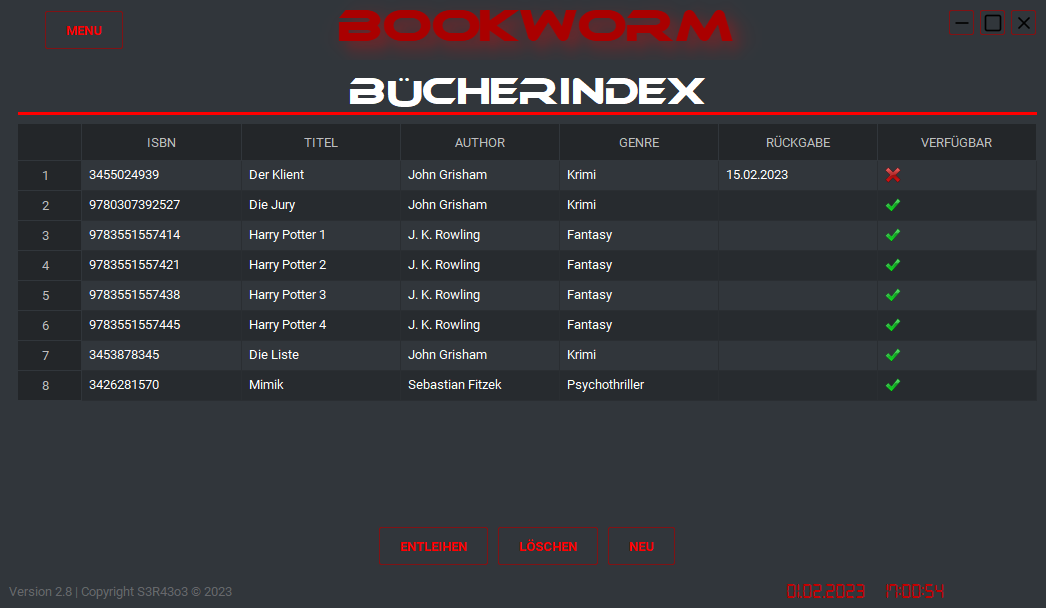 MENU
BOOKWORM
BÜCHERINDEX
ISBN TITEL AUTHOR GENRE RÜCKGABE VERFÜGBAR
1 3455024939 Der Klient John Grisham Krimi 15.02.2023
2 9780307392527 Die Jury John Grisham Krimi
3 9783551557414 Harry Potter 1 J. K. Rowling Fantasy
4 9783551557421 Harry Potter 2 J. K. Rowling Fantasy
5 9783551557438 Harry Potter 3 J. K. Rowling Fantasy
6 9783551557445 Harry Potter 4 J. K. Rowling Fantasy
7 3453878345 Die Liste John Grisham Krimi
8 3426281570 Mimik Sebastian Fitzek Psychothriller
ENTLEIHEN LÖSCHEN NEU
Version 2.8 | Copyright S3R43o3 © 2023 01.02.2023 17:00:54